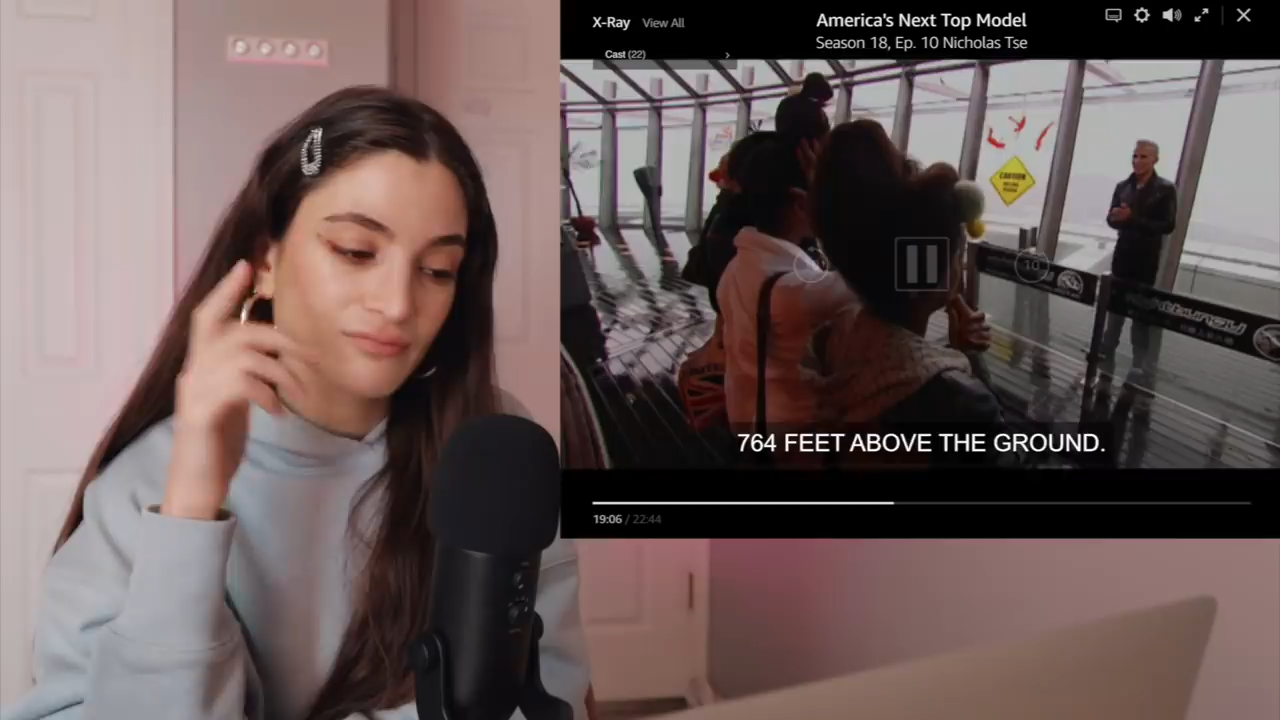 X-Ray View All
America's Next Top Model
Season 18, Ep. 10 Nicholas Tse
Cast (22)
CAUTION
10
764 FEET ABOVE THE GROUND.
19:06 / 22:44